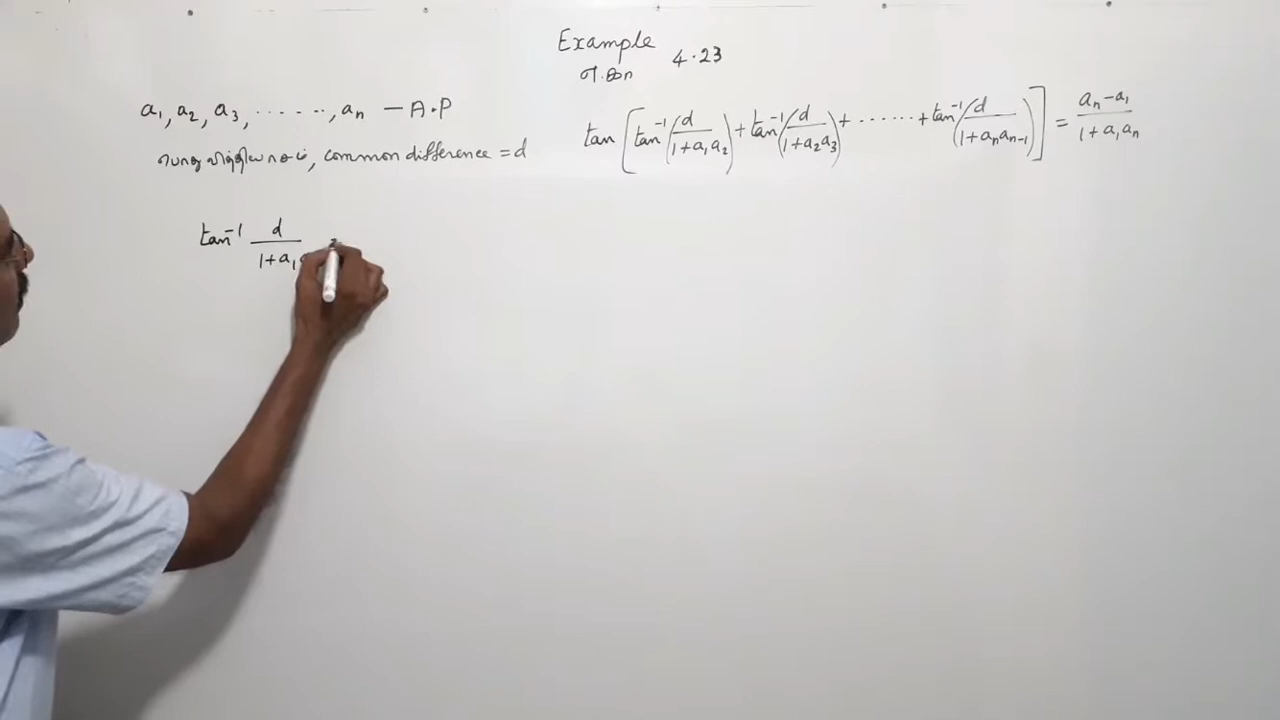 Example 4.23
a₁, a₂, a₃, ......., aₙ — A.P
, common difference = d
tan [ tan⁻¹ ( d / 1+a₁a₂ ) + tan⁻¹ ( d / 1+a₂a₃ ) + ....... + tan⁻¹ ( d / 1+aₙaₙ₋₁ ) ] = aₙ − a₁ / 1 + a₁aₙ
tan⁻¹ d / 1+a₁